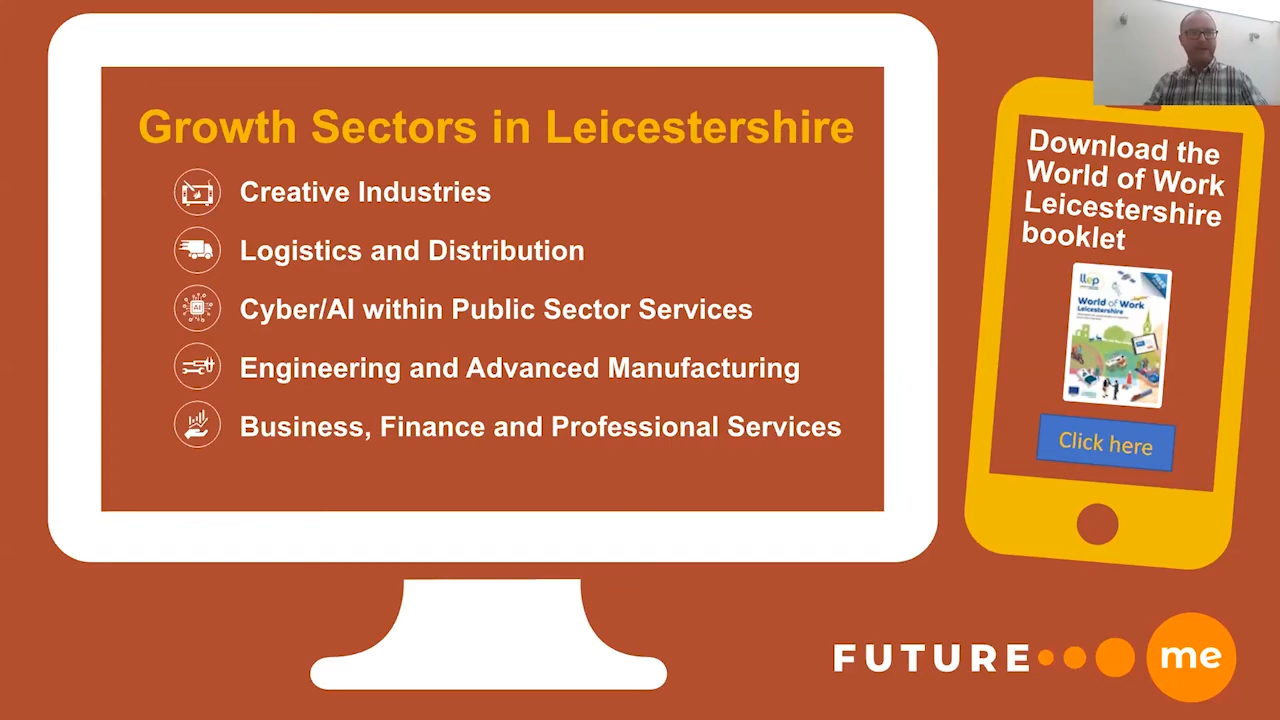 Growth Sectors in Leicestershire
Creative Industries
Logistics and Distribution
Cyber/AI within Public Sector Services
AI
Engineering and Advanced Manufacturing
Business, Finance and Professional Services
Download the
World of Work
Leicestershire
booklet
llep
World of Work
Leicestershire
Click here
FUTURE me